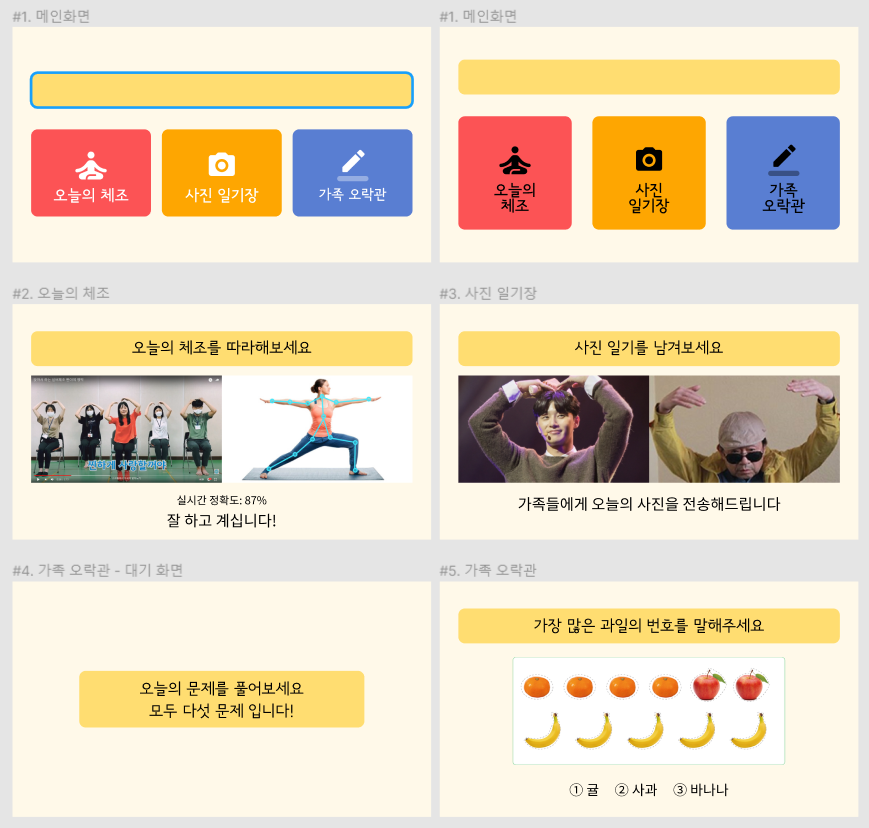 #1. 메인화면
오늘의 체조
사진 일기장
가족 오락관
#1. 메인화면
오늘의
체조
사진
일기장
가족
오락관
#2. 오늘의 체조
오늘의 체조를 따라해보세요
실시간 정확도: 87%
잘 하고 계십니다!
#3. 사진 일기장
사진 일기를 남겨보세요
가족들에게 오늘의 사진을 전송해드립니다
#4. 가족 오락관 - 대기 화면
오늘의 문제를 풀어보세요
모두 다섯 문제 입니다!
#5. 가족 오락관
가장 많은 과일의 번호를 말해주세요
① 귤 ② 사과 ③ 바나나